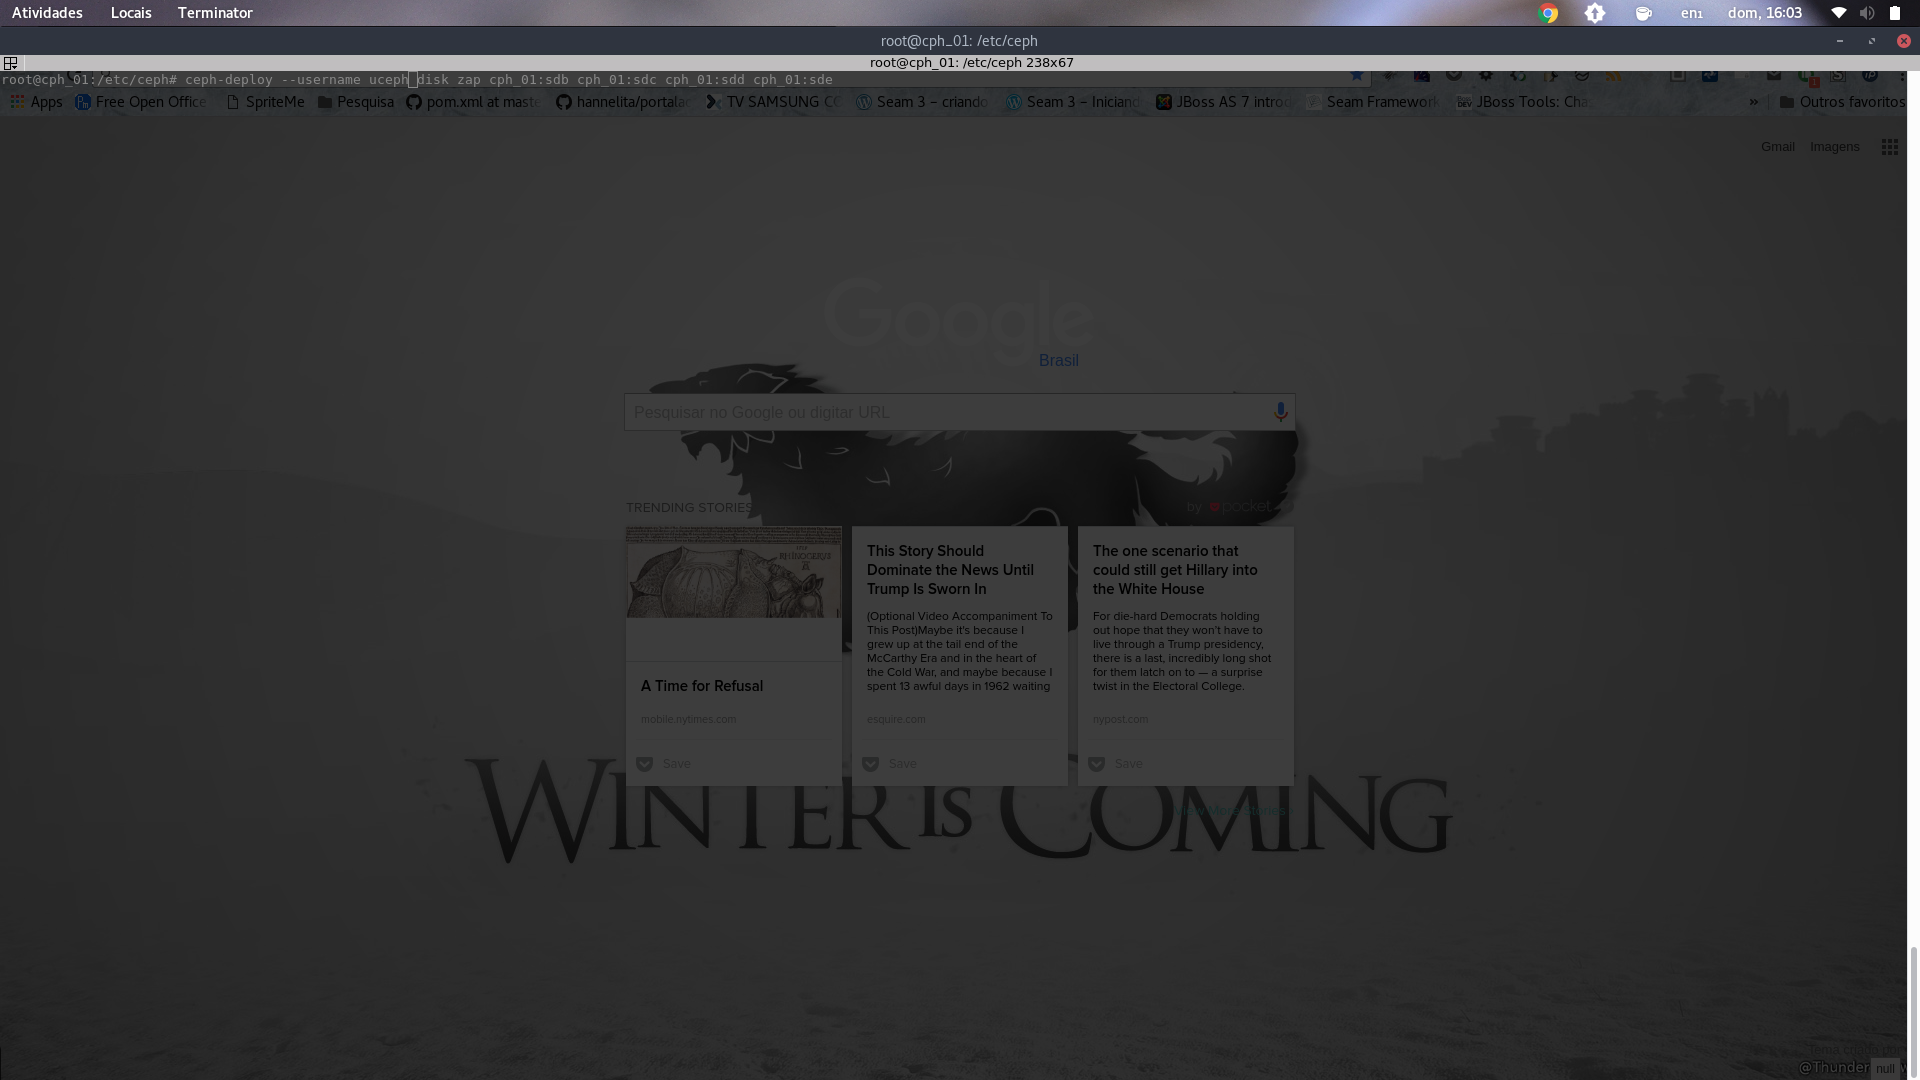 Atividades Locais Terminator en₁ dom, 16:03
root@cph_01: /etc/ceph
root@cph_01: /etc/ceph 238x67
root@cph_01:/etc/ceph# ceph-deploy --username uceph disk zap cph_01:sdb cph_01:sdc cph_01:sdd cph_01:sde
Apps Free Open Office SpriteMe Pesquisa pom.xml at maste hannelita/portalac TV SAMSUNG CO Seam 3 – criando Seam 3 – Iniciand JBoss AS 7 introd Seam Framework JBoss Tools: Cha » Outros favoritos
Gmail Imagens
Google
Brasil
Pesquisar no Google ou digitar URL
TRENDING STORIES by pocket
A Time for Refusal
mobile.nytimes.com
Save
This Story Should
Dominate the News Until
Trump Is Sworn In
(Optional Video Accompaniment To
This Post)Maybe it's because I
grew up at the tail end of the
McCarthy Era and in the heart of
the Cold War, and maybe because I
spent 13 awful days in 1962 waiting
esquire.com
Save
The one scenario that
could still get Hillary into
the White House
For die-hard Democrats holding
out hope that they won't have to
live through a Trump presidency,
there is a last, incredibly long shot
for them latch on to — a surprise
twist in the Electoral College.
nypost.com
Save
View More Stories
WINTER IS COMING
@Thunder null